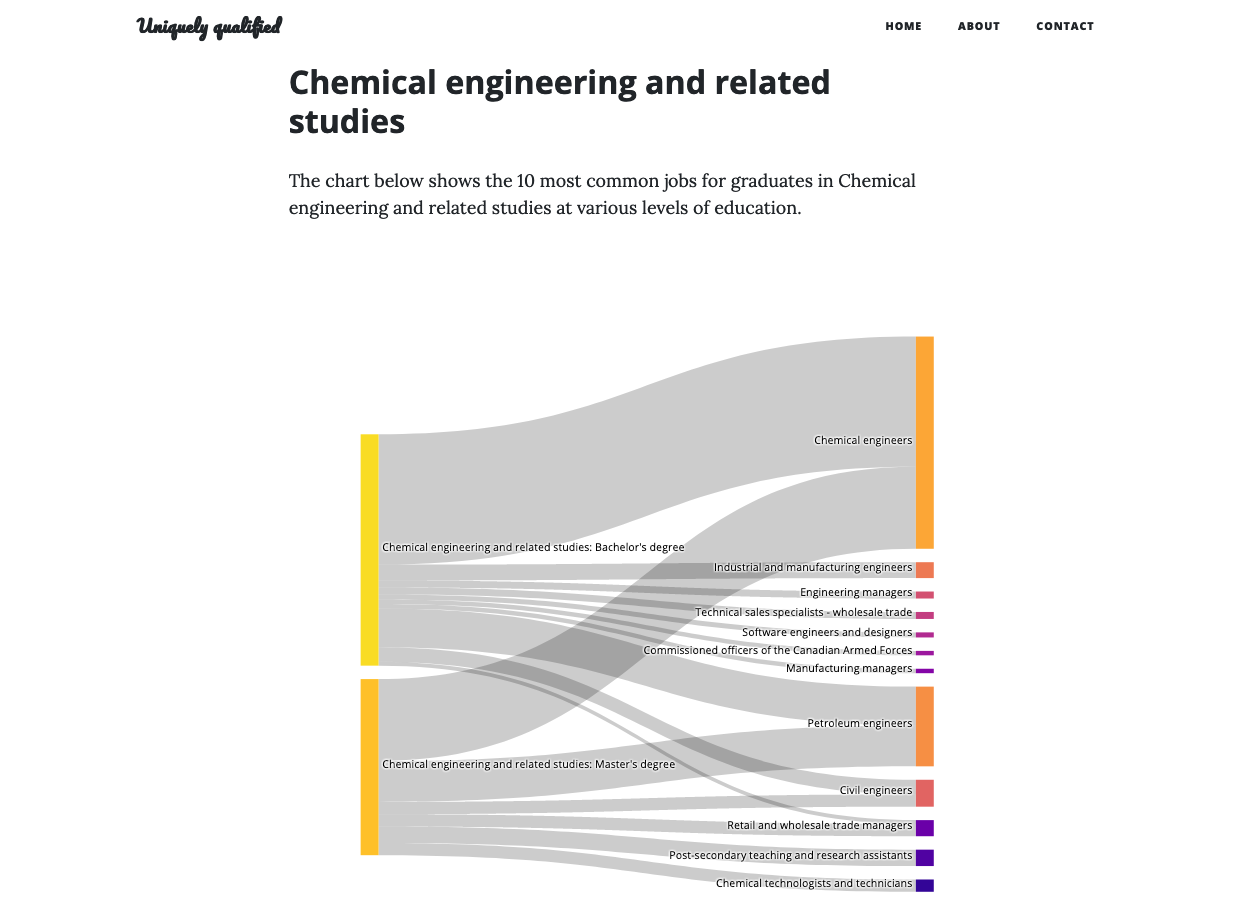 Uniquely qualified
HOME ABOUT CONTACT
Chemical engineering and related
studies
The chart below shows the 10 most common jobs for graduates in Chemical
engineering and related studies at various levels of education.
Chemical engineers
Chemical engineering and related studies: Bachelor's degree
Industrial and manufacturing engineers
Engineering managers
Technical sales specialists - wholesale trade
Software engineers and designers
Commissioned officers of the Canadian Armed Forces
Manufacturing managers
Petroleum engineers
Chemical engineering and related studies: Master's degree
Civil engineers
Retail and wholesale trade managers
Post-secondary teaching and research assistants
Chemical technologists and technicians